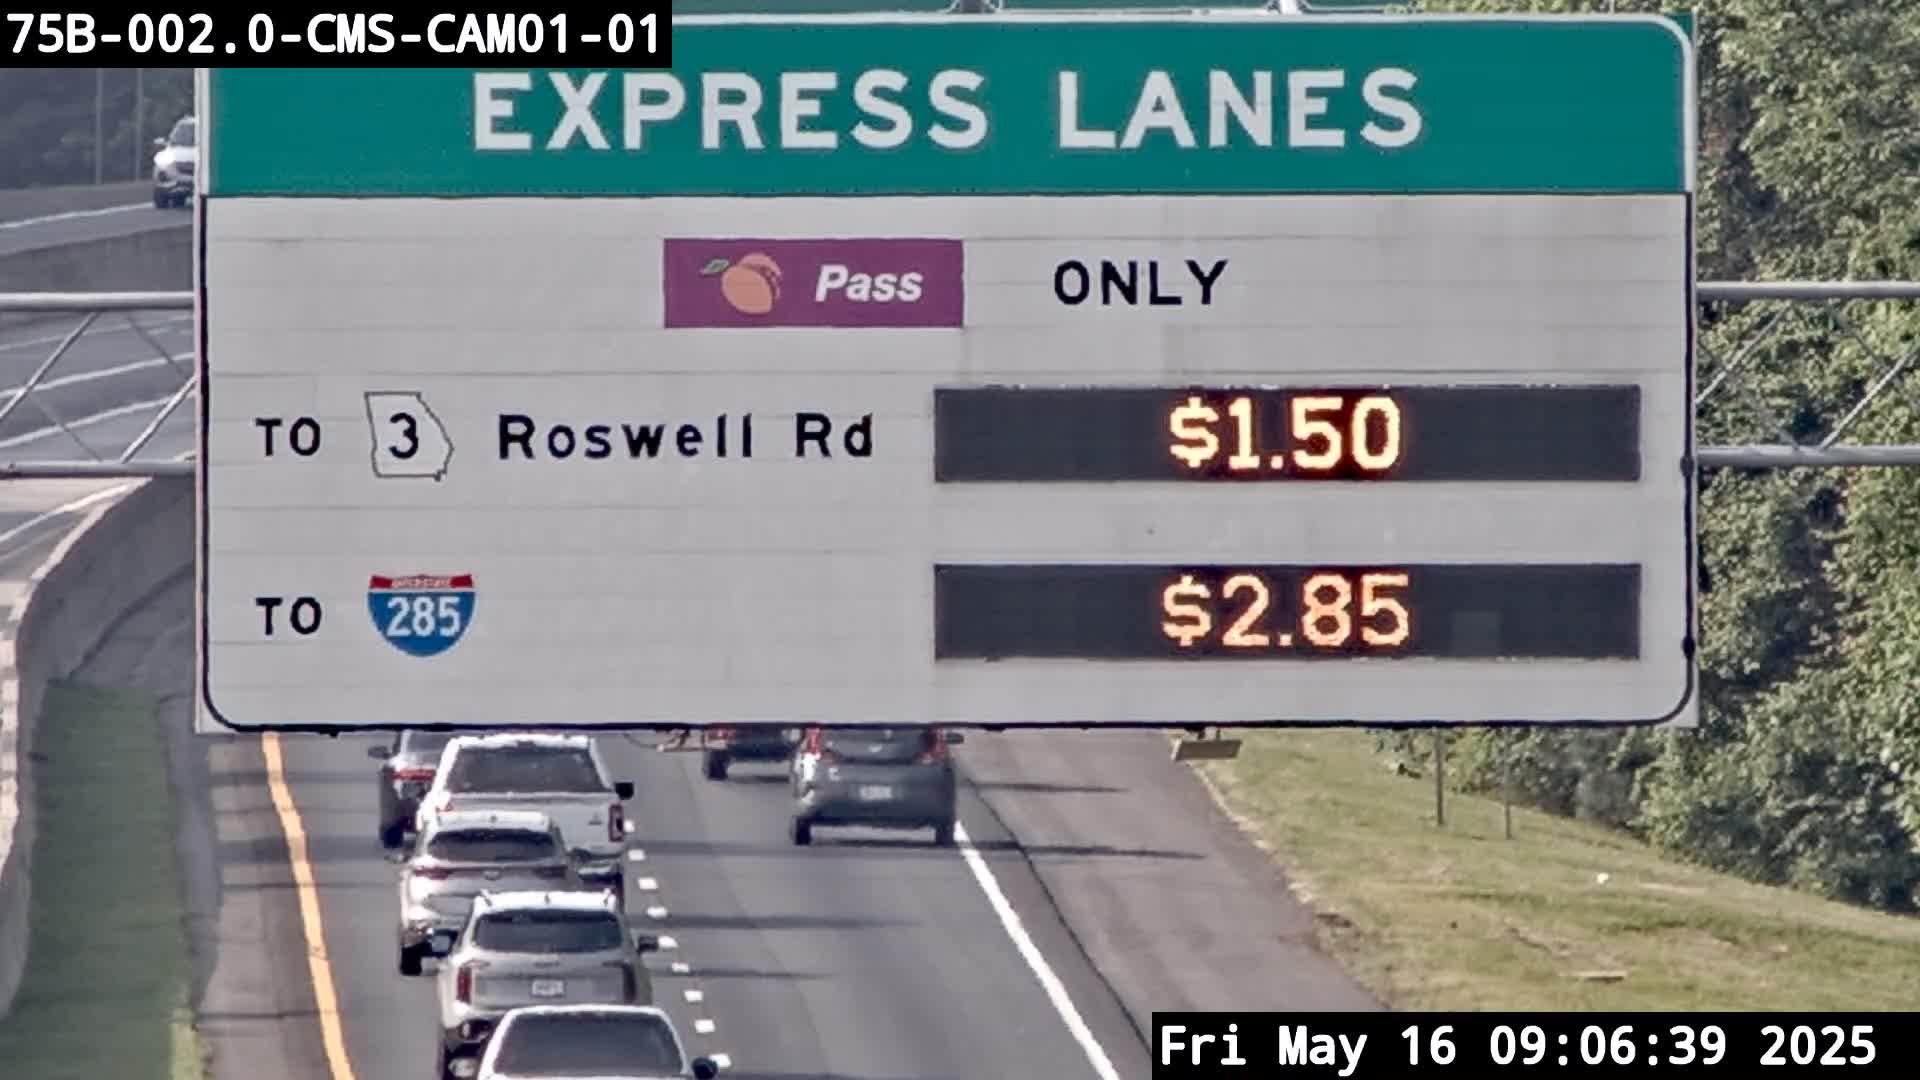 75B-002.0-CMS-CAM01-01
EXPRESS LANES
Pass ONLY
TO 3 Roswell Rd $1.50
INTERSTATE
TO 285 $2.85
Fri May 16 09:06:39 2025